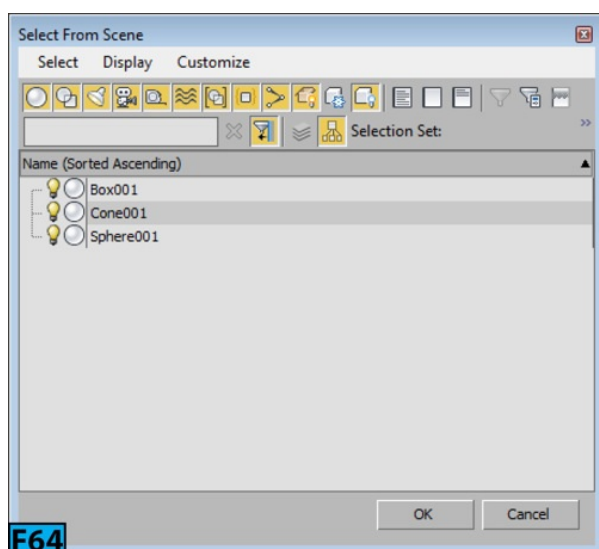 Select From Scene
Select Display Customize
Selection Set:
Name (Sorted Ascending)
Box001
Cone001
Sphere001
OK Cancel
F64